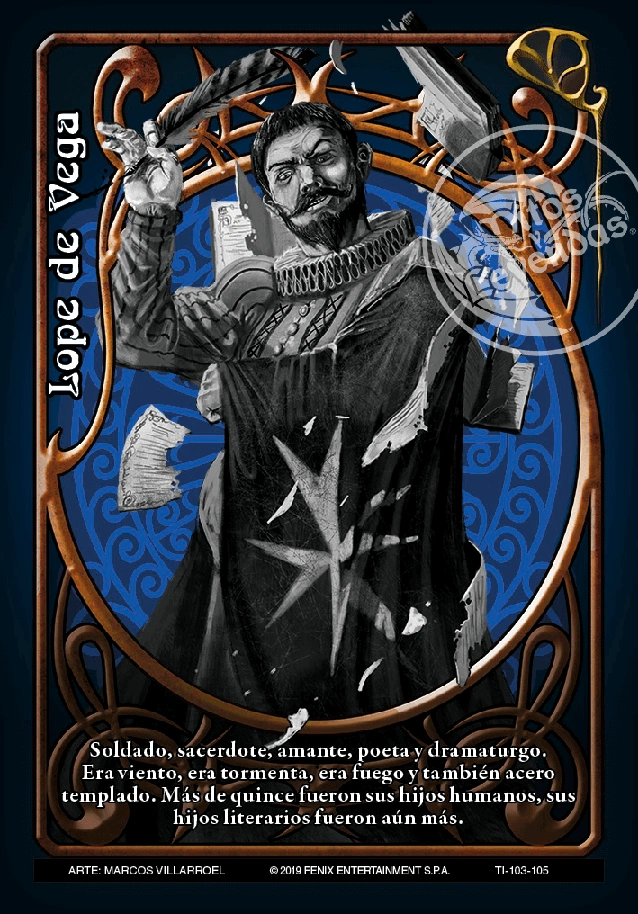 Lope de Vega
Mitos y Leyendas
Soldado, sacerdote, amante, poeta y dramaturgo.
Era viento, era tormenta, era fuego y también acero
templado. Más de quince fueron sus hijos humanos, sus
hijos literarios fueron aún más.
ARTE: MARCOS VILLARROEL © 2019 FENIX ENTERTAINMENT S.P.A. TI-103-105